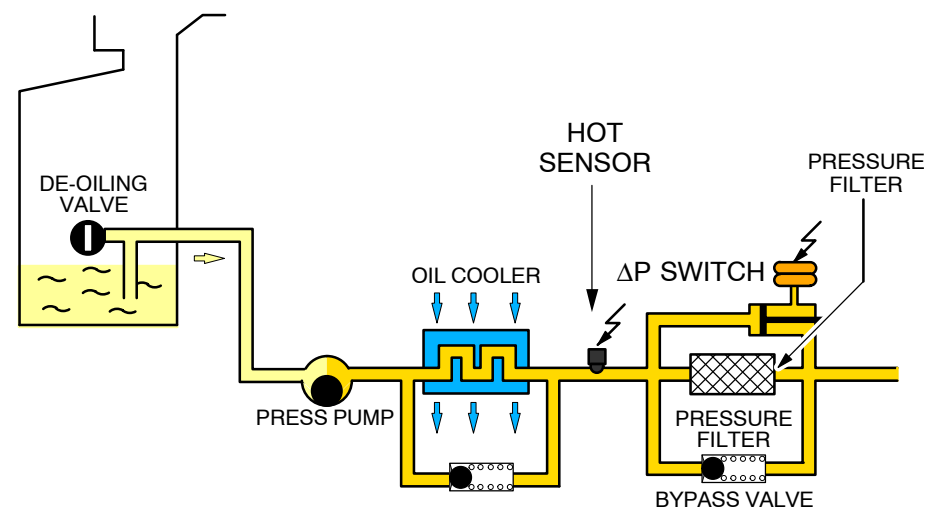 HOT
SENSOR
PRESSURE
FILTER
DE-OILING
VALVE
OIL COOLER
ΔP SWITCH
PRESS PUMP
PRESSURE
FILTER
BYPASS VALVE